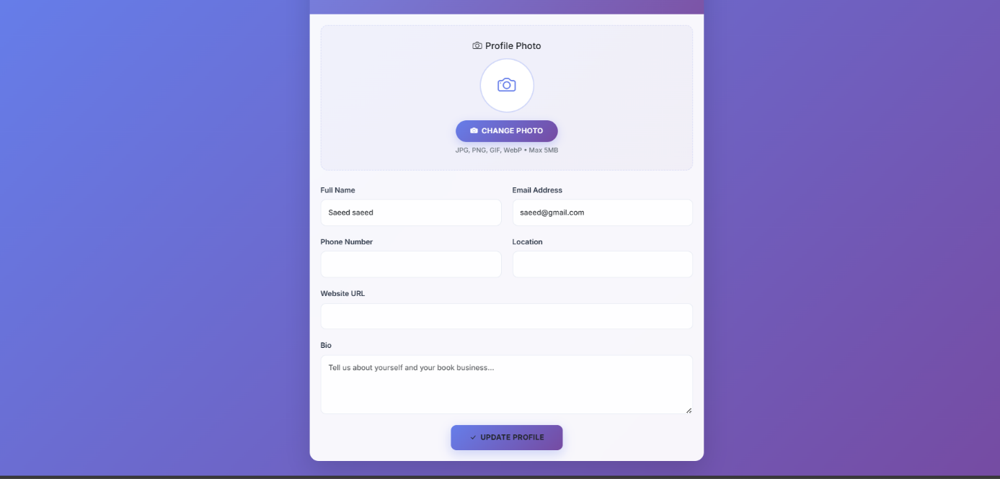 Profile Photo
CHANGE PHOTO
JPG, PNG, GIF, WebP • Max 5MB
Full Name
Email Address
Saeed saeed
saeed@gmail.com
Phone Number
Location
Website URL
Bio
Tell us about yourself and your book business...
UPDATE PROFILE